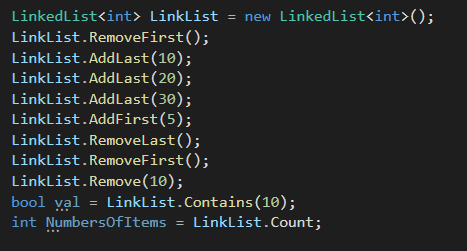 LinkedList<int> LinkList = new LinkedList<int>();
LinkList.RemoveFirst();
LinkList.AddLast(10);
LinkList.AddLast(20);
LinkList.AddLast(30);
LinkList.AddFirst(5);
LinkList.RemoveLast();
LinkList.RemoveFirst();
LinkList.Remove(10);
bool val = LinkList.Contains(10);
int NumbersOfItems = LinkList.Count;